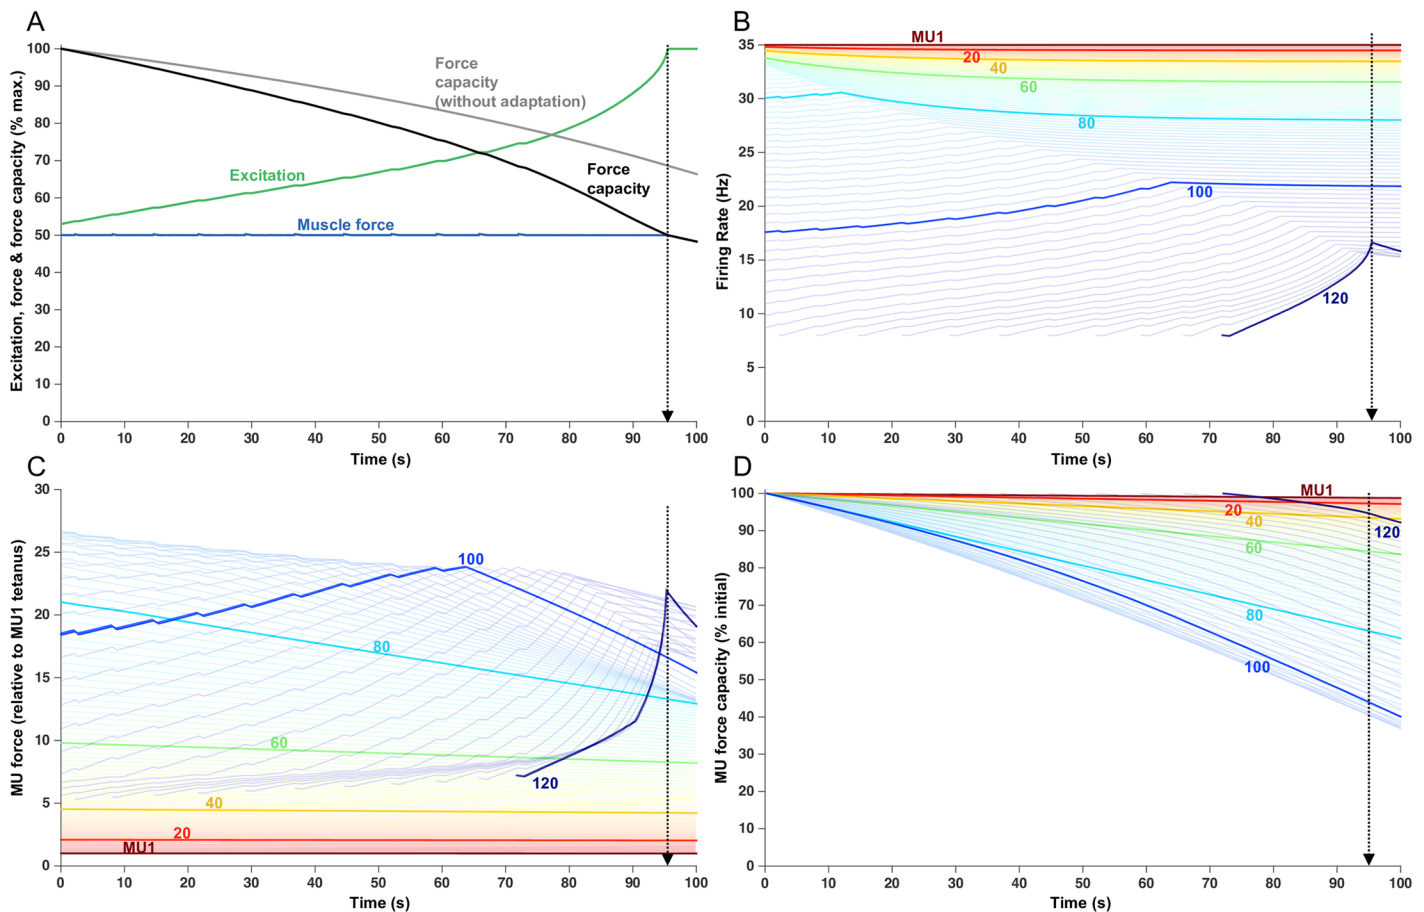 A
Excitation, force & force capacity (% max.)
100
90
80
70
60
50
40
30
20
10
0
Force
capacity
(without adaptation)
Excitation
Force
capacity
Muscle force
0 10 20 30 40 50 60 70 80 90 100
Time (s)
B
Firing Rate (Hz)
35
30
25
20
15
10
5
0
MU1
20
40
60
80
100
120
0 10 20 30 40 50 60 70 80 90 100
Time (s)
C
MU force (relative to MU1 tetanus)
30
25
20
15
10
5
0
100
80
60
120
40
20
MU1
0 10 20 30 40 50 60 70 80 90 100
Time (s)
D
MU force capacity (% initial)
100
90
80
70
60
50
40
30
20
10
0
MU1
20
40
120
60
80
100
0 10 20 30 40 50 60 70 80 90 100
Time (s)